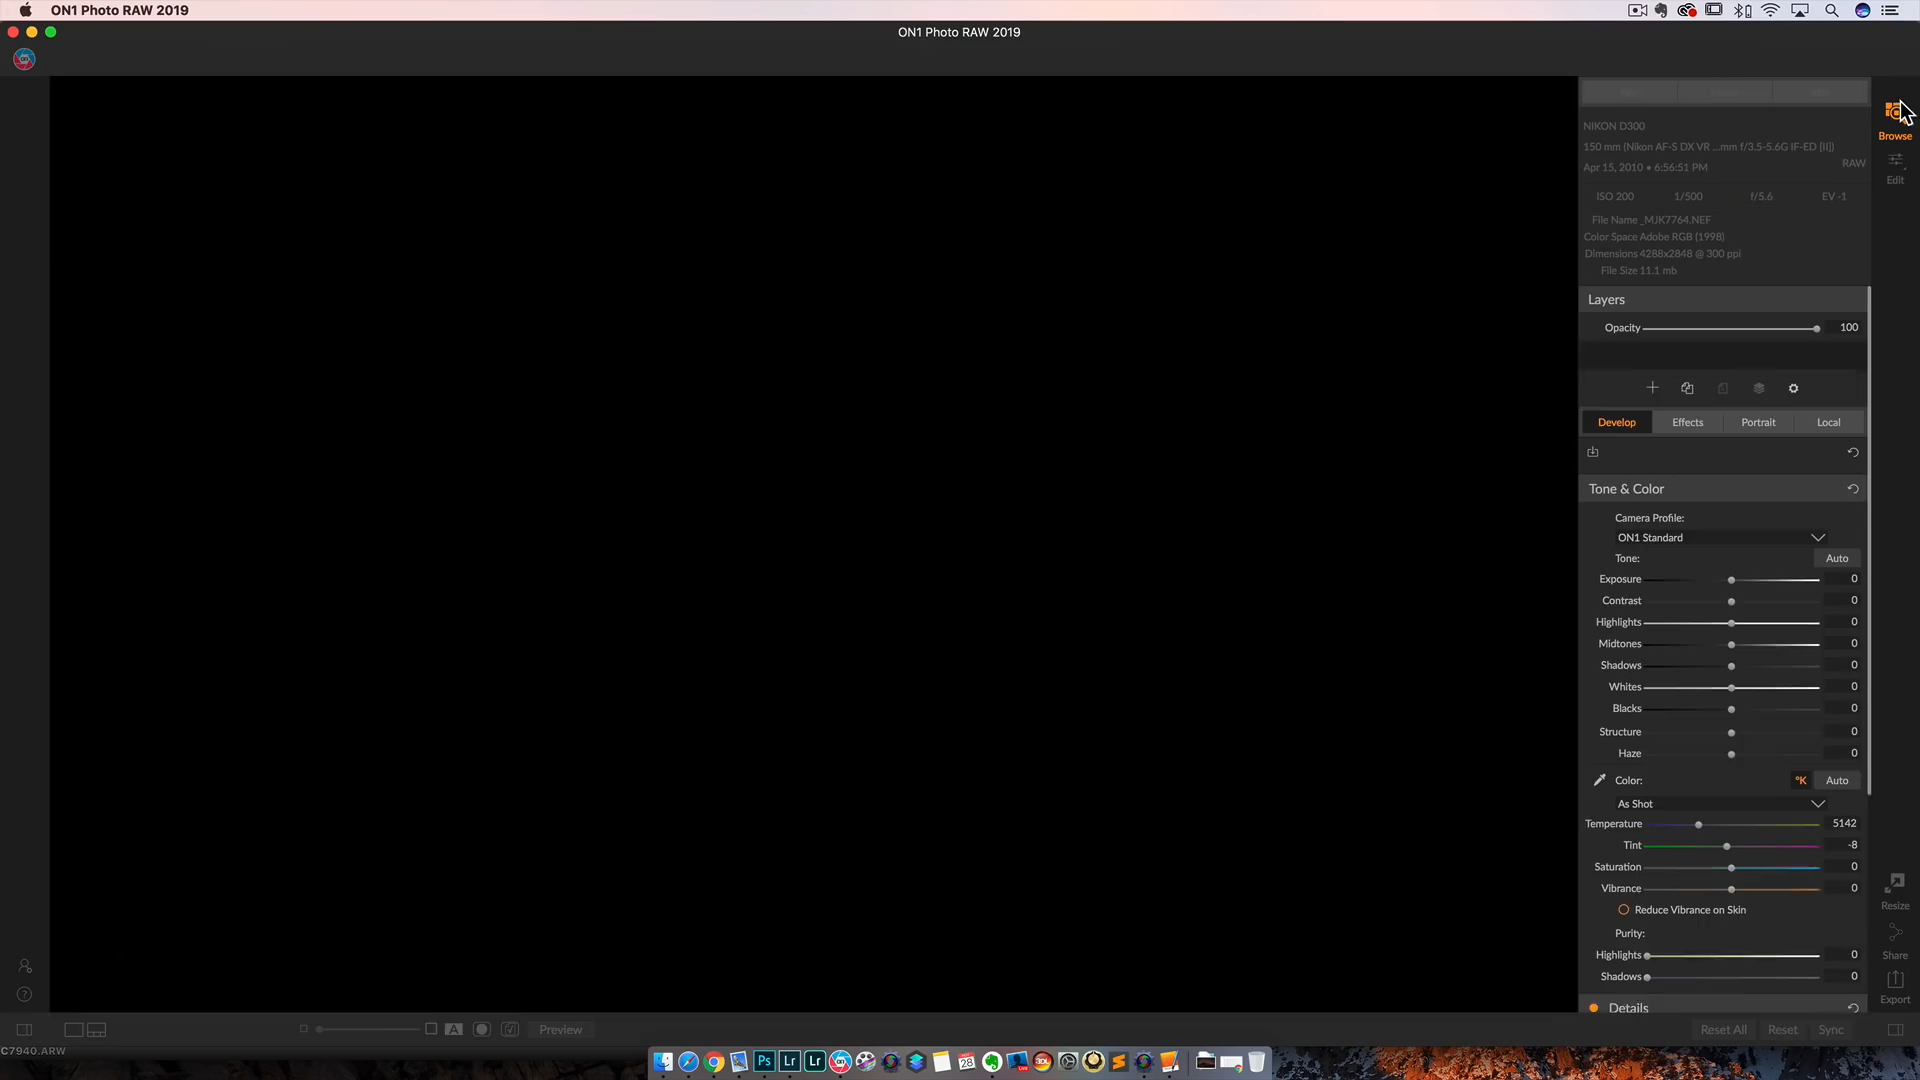 ON1 Photo RAW 2019
ON1 Photo RAW 2019
Browse
Edit
NIKON D300
150 mm (Nikon AF-S DX VR ...mm f/3.5-5.6G IF-ED [II])
RAW
Apr 15, 2010 • 6:56:51 PM
ISO 200 1/500 f/5.6 EV -1
File Name _MJK7764.NEF
Color Space Adobe RGB (1998)
Dimensions 4288x2848 @ 300 ppi
File Size 11.1 mb
Layers
Opacity 100
Develop Effects Portrait Local
Tone & Color
Camera Profile:
ON1 Standard
Tone: Auto
Exposure 0
Contrast 0
Highlights 0
Midtones 0
Shadows 0
Whites 0
Blacks 0
Structure 0
Haze 0
Color: °K Auto
As Shot
Temperature 5142
Tint -8
Saturation 0
Vibrance 0
Reduce Vibrance on Skin
Purity:
Highlights 0
Shadows 0
Details
Resize
Share
Export
A Preview
Reset All Reset Sync
C7940.ARW
Ps Lr Lr
28